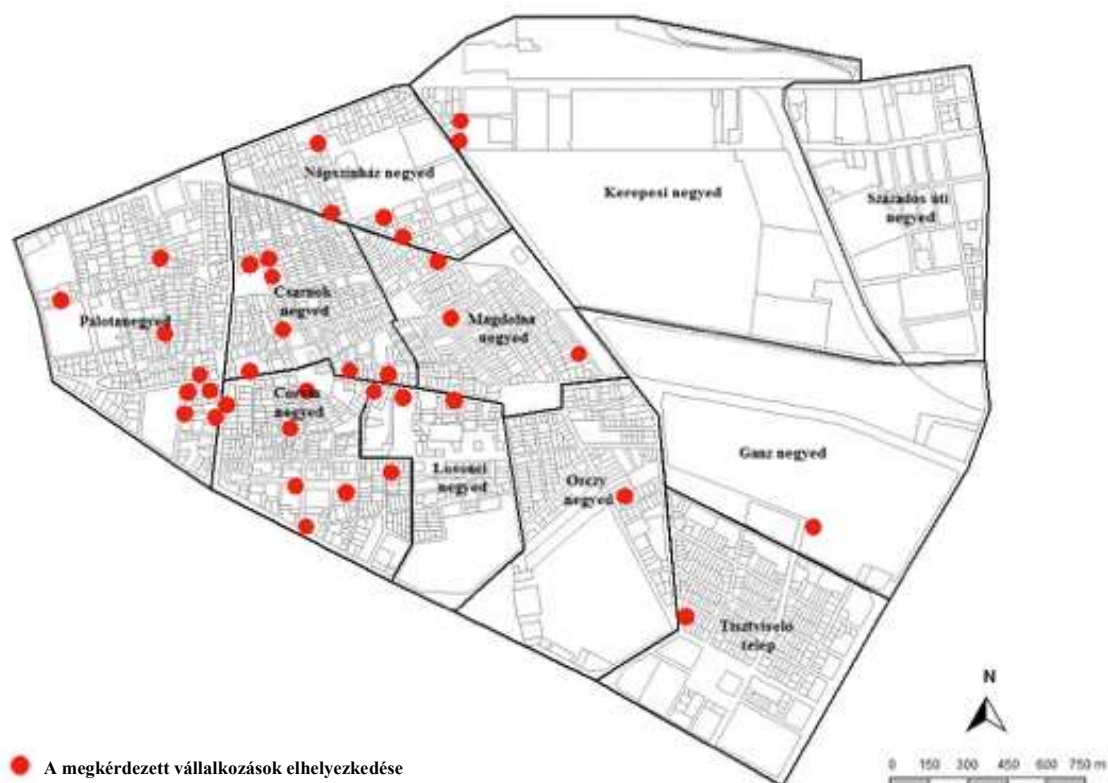 Népszínház negyed
Kerepesi negyed
Százados úti
negyed
Csarnok
negyed
Palotanegyed
Magdolna
negyed
Corvin
negyed
Losonci
negyed
Orczy
negyed
Ganz negyed
Tisztviselő
telep
N
A megkérdezett vállalkozások elhelyezkedése
0 150 300 450 600 750 m